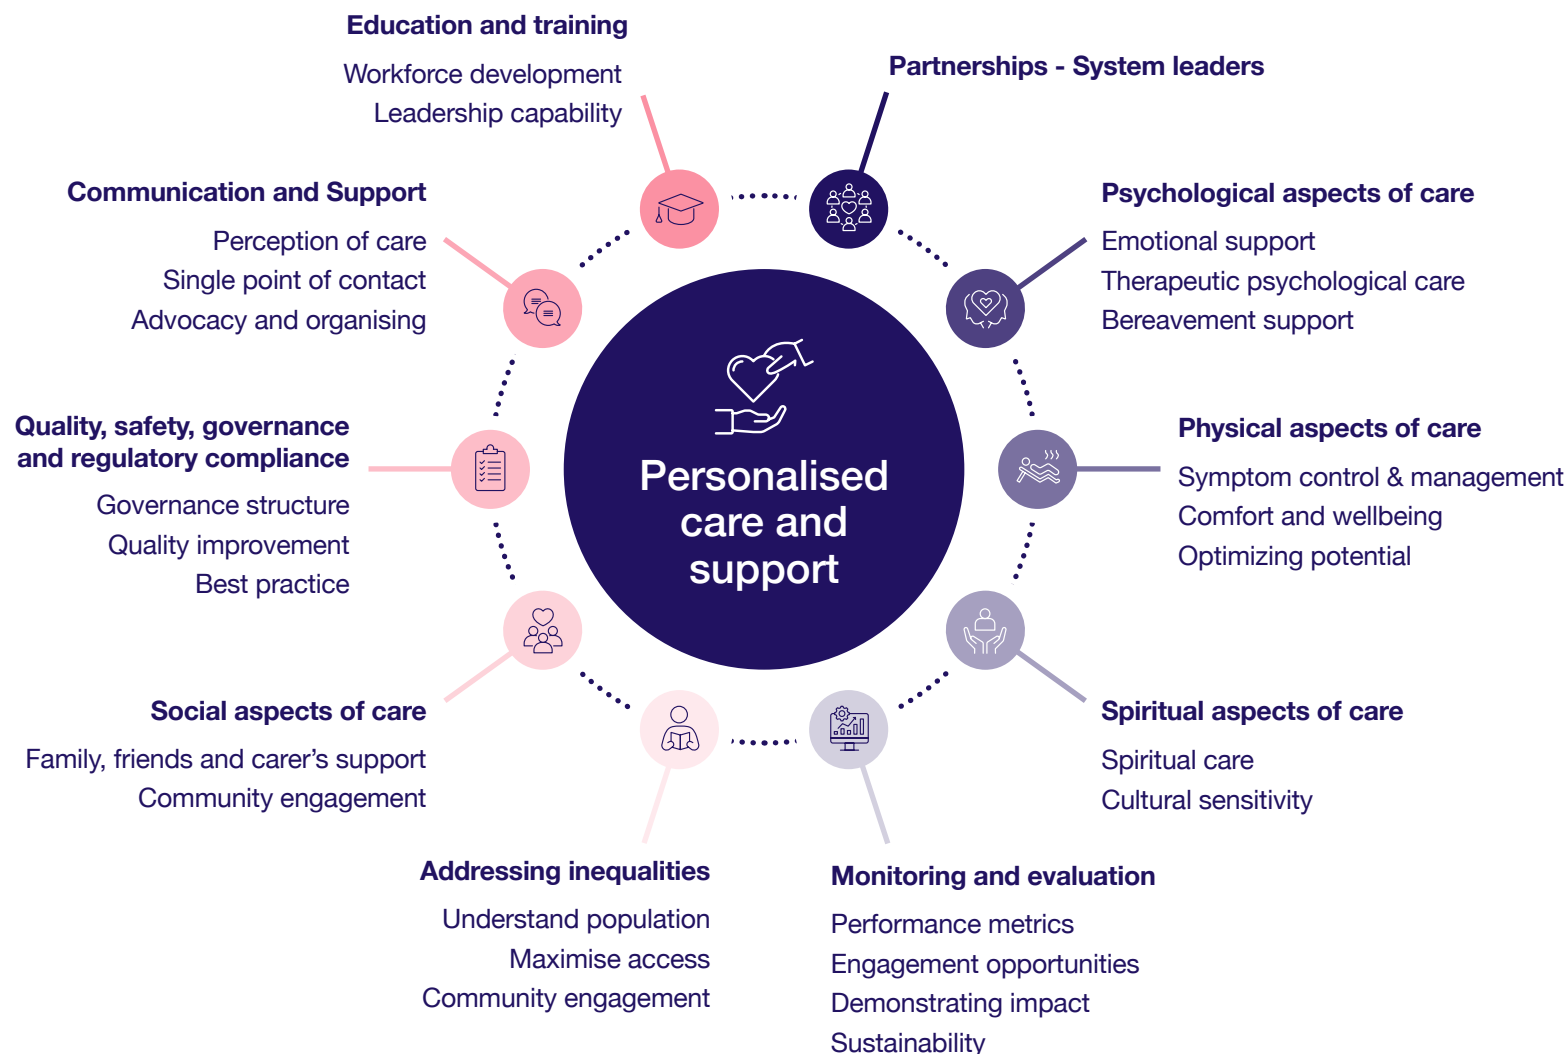 Education and training
Workforce development
Leadership capability
Partnerships - System leaders
Psychological aspects of care
Emotional support
Therapeutic psychological care
Bereavement support
Physical aspects of care
Symptom control & management
Comfort and wellbeing
Optimizing potential
Spiritual aspects of care
Spiritual care
Cultural sensitivity
Monitoring and evaluation
Performance metrics
Engagement opportunities
Demonstrating impact
Sustainability
Addressing inequalities
Understand population
Maximise access
Community engagement
Social aspects of care
Family, friends and carer’s support
Community engagement
Quality, safety, governance
and regulatory compliance
Governance structure
Quality improvement
Best practice
Communication and Support
Perception of care
Single point of contact
Advocacy and organising
Personalised
care and
support